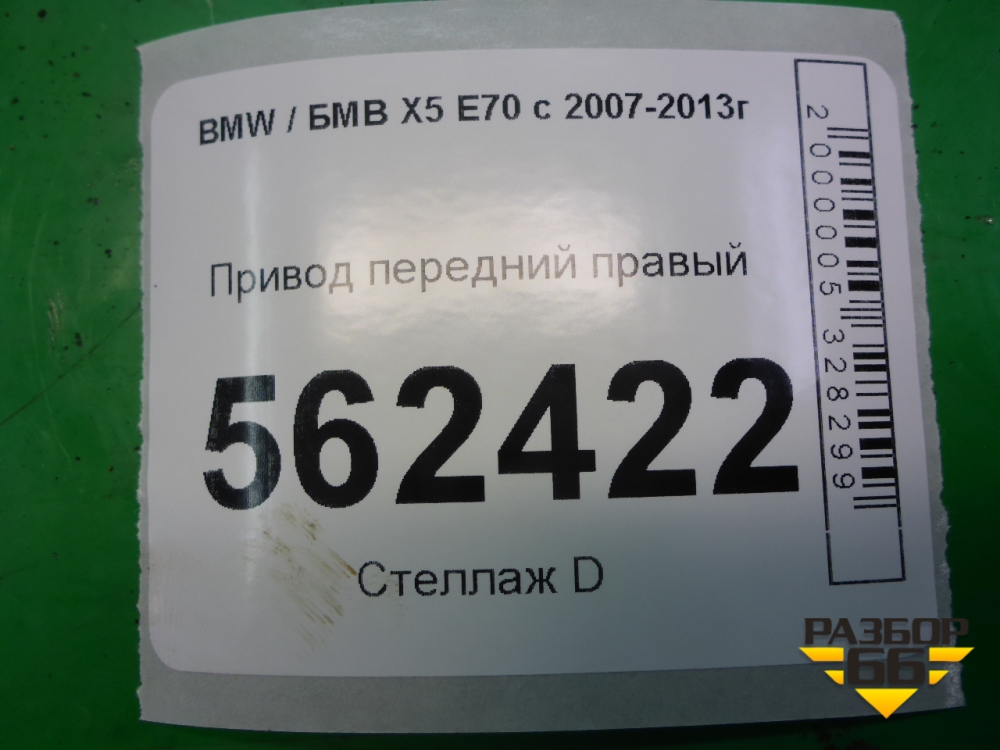 BMW / БМВ X5 E70 с 2007-2013г
Привод передний правый
562422
Стеллаж D
2000005328299
РАЗБОР
66